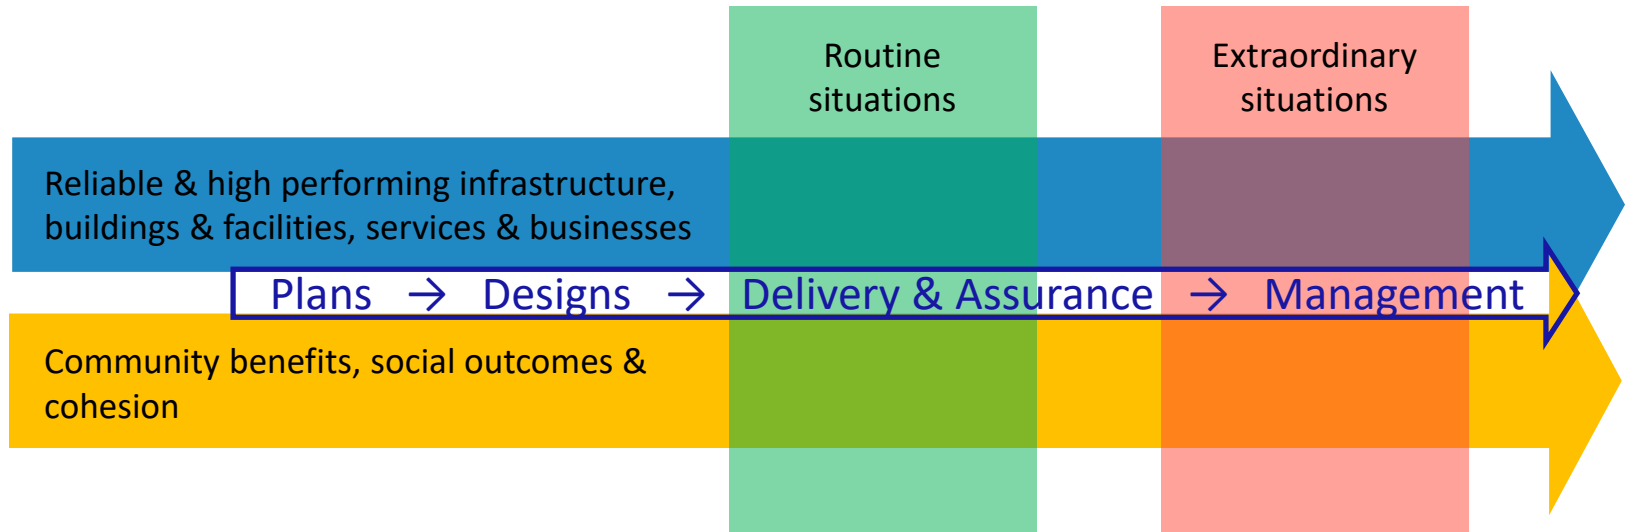 Routine
situations
Extraordinary
situations
Reliable & high performing infrastructure,
buildings & facilities, services & businesses
Plans → Designs → Delivery & Assurance → Management
Community benefits, social outcomes &
cohesion